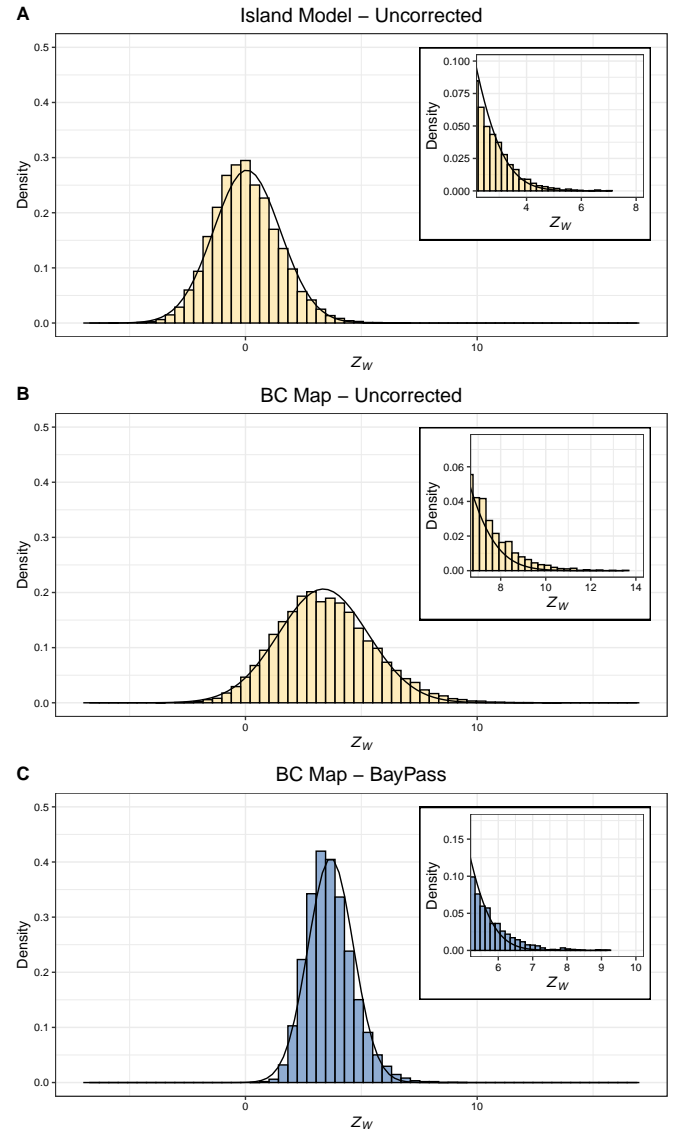 A
Island Model − Uncorrected
0.5
0.4
0.3
0.2
0.1
0.0
Density
0
10
Z_W
0.100
0.075
0.050
0.025
0.000
Density
4
6
8
Z_W
B
BC Map − Uncorrected
0.5
0.4
0.3
0.2
0.1
0.0
Density
0
10
Z_W
0.06
0.04
0.02
0.00
Density
8
10
12
14
Z_W
C
BC Map − BayPass
0.5
0.4
0.3
0.2
0.1
0.0
Density
0
10
Z_W
0.15
0.10
0.05
0.00
Density
6
7
8
9
10
Z_W